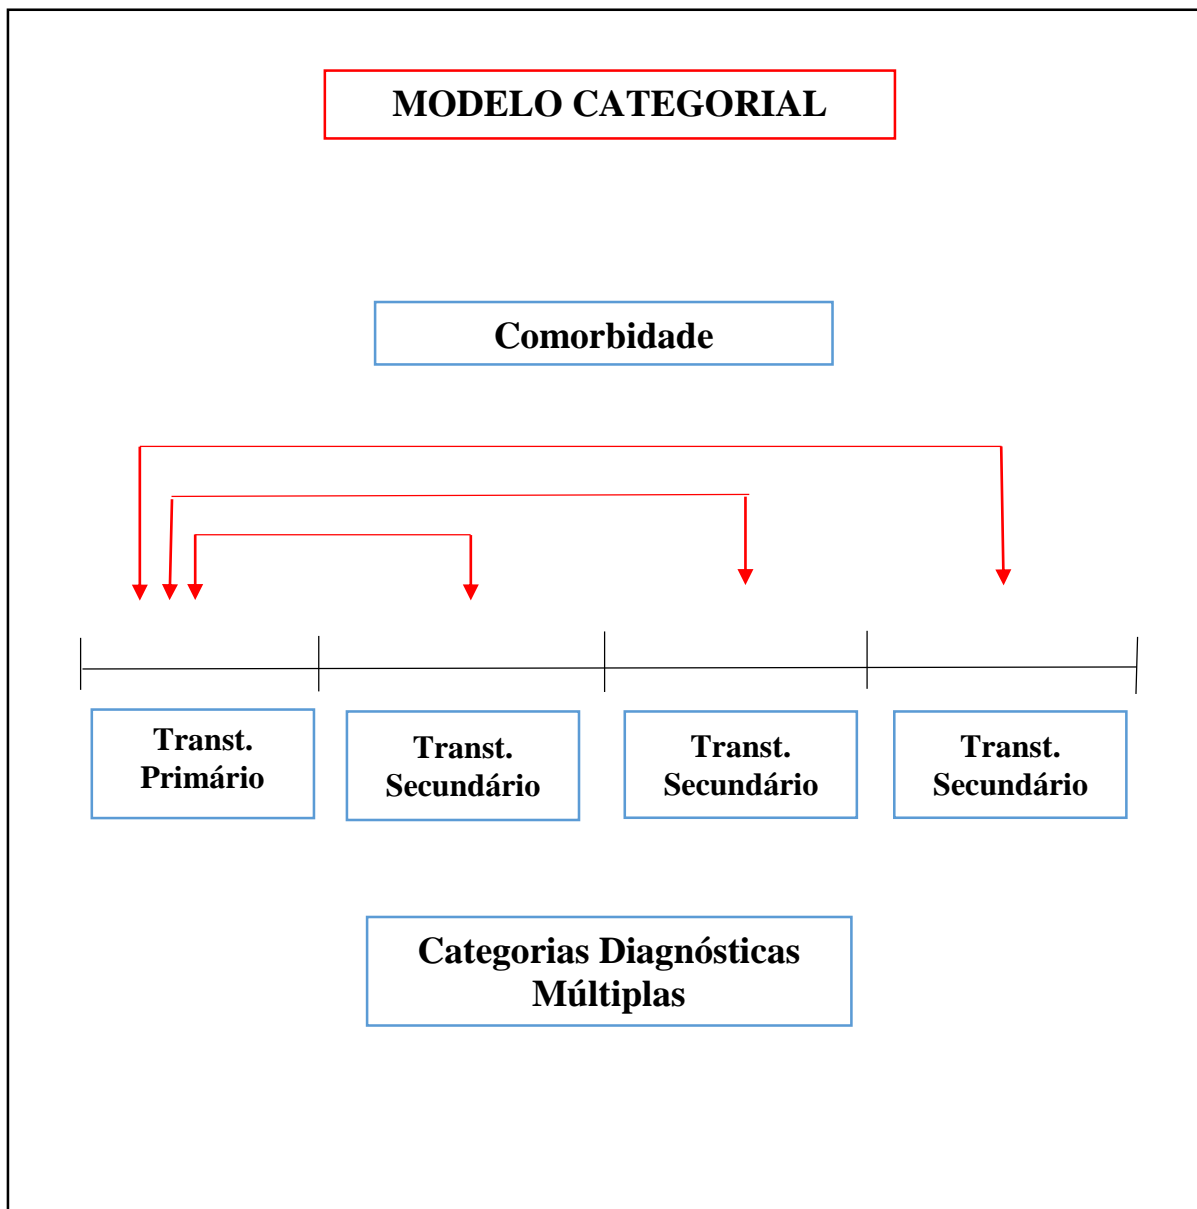 MODELO CATEGORIAL
Comorbidade
Transt.
Primário
Transt.
Secundário
Transt.
Secundário
Transt.
Secundário
Categorias Diagnósticas
Múltiplas